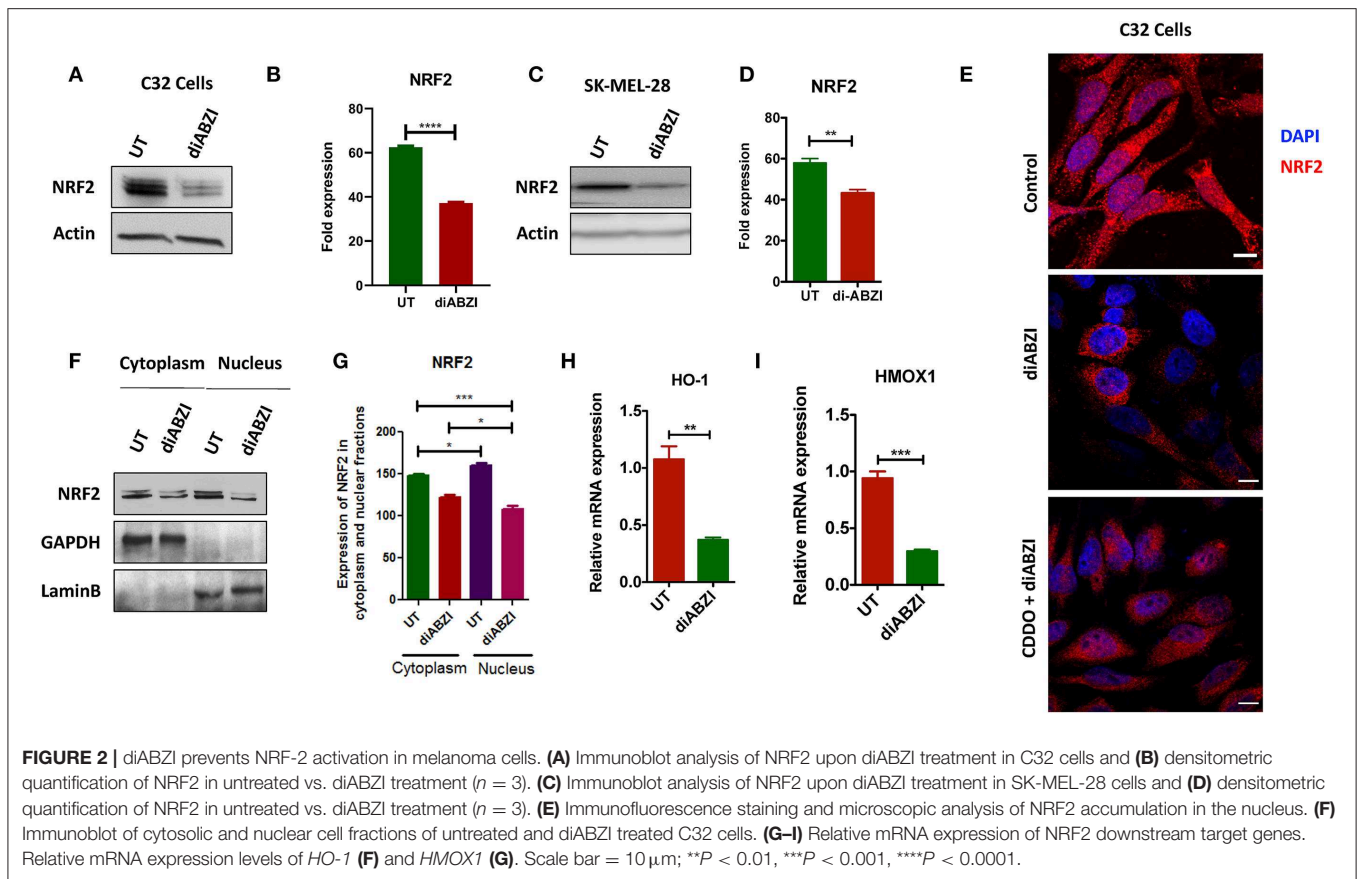 A
C32 Cells
UT
diABZI
NRF2
Actin
B
NRF2
****
Fold expression
80
60
40
20
0
UT
diABZI
C
SK-MEL-28
UT
diABZI
NRF2
Actin
D
NRF2
**
Fold expression
80
60
40
20
0
UT
di-ABZI
E
C32 Cells
Control
diABZI
CDDO + diABZI
DAPI
NRF2
F
Cytoplasm Nucleus
UT
diABZI
UT
diABZI
NRF2
GAPDH
LaminB
G
NRF2
***
*
*
Expression of NRF2 in
cytoplasm and nuclear fractions
200
150
100
50
0
UT
diABZI
UT
diABZI
Cytoplasm Nucleus
H
HO-1
**
Relative mRNA expression
1.5
1.0
0.5
0.0
UT
diABZI
I
HMOX1
***
Relative mRNA expression
1.5
1.0
0.5
0.0
UT
diABZI
FIGURE 2 | diABZI prevents NRF-2 activation in melanoma cells. (A) Immunoblot analysis of NRF2 upon diABZI treatment in C32 cells and (B) densitometric
quantification of NRF2 in untreated vs. diABZI treatment (n = 3). (C) Immunoblot analysis of NRF2 upon diABZI treatment in SK-MEL-28 cells and (D) densitometric
quantification of NRF2 in untreated vs. diABZI treatment (n = 3). (E) Immunofluorescence staining and microscopic analysis of NRF2 accumulation in the nucleus. (F)
Immunoblot of cytosolic and nuclear cell fractions of untreated and diABZI treated C32 cells. (G–I) Relative mRNA expression of NRF2 downstream target genes.
Relative mRNA expression levels of HO-1 (F) and HMOX1 (G). Scale bar = 10 μm; **P < 0.01, ***P < 0.001, ****P < 0.0001.